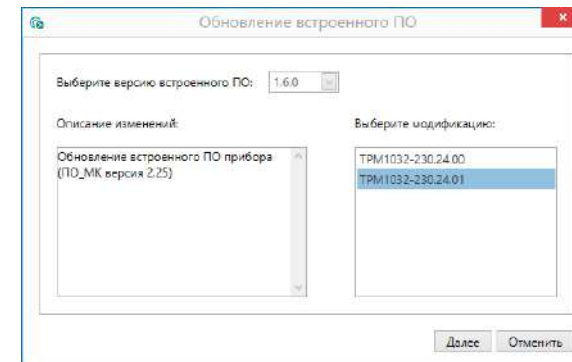 Обновление встроенного ПО
Выберите версию встроенного ПО: 1.6.0
Описание изменений:
Обновление встроенного ПО прибора
(ПО_МК версия 2.25)
Выберите модификацию:
ТРМ1032-230.24.00
ТРМ1032-230.24.01
Далее Отменить